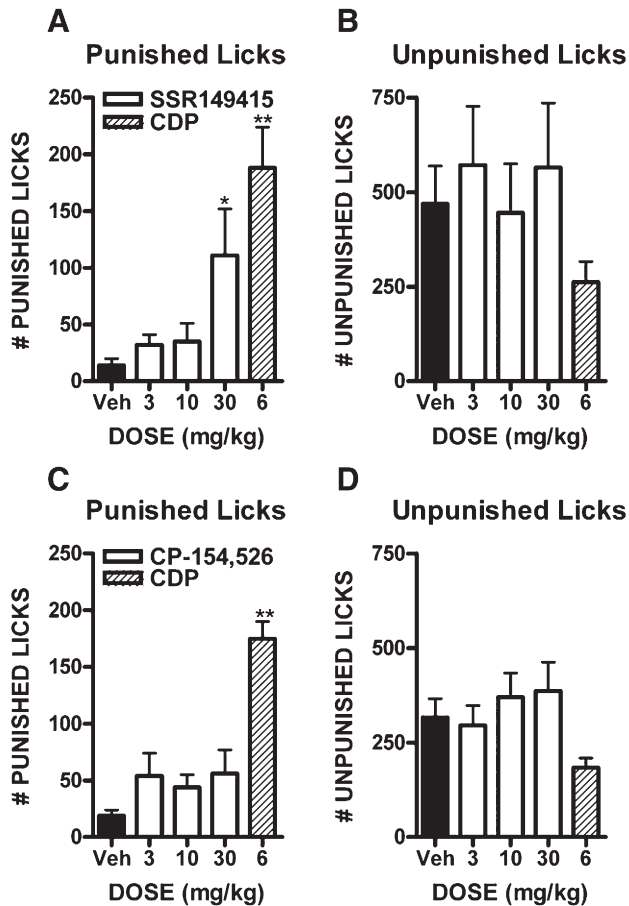 A
Punished Licks
# PUNISHED LICKS
250
200
150
100
50
0
SSR149415
CDP
*
**
Veh 3 10 30 6
DOSE (mg/kg)
B
Unpunished Licks
# UNPUNISHED LICKS
750
500
250
0
Veh 3 10 30 6
DOSE (mg/kg)
C
Punished Licks
# PUNISHED LICKS
250
200
150
100
50
0
CP-154,526
CDP
**
Veh 3 10 30 6
DOSE (mg/kg)
D
Unpunished Licks
# UNPUNISHED LICKS
750
500
250
0
Veh 3 10 30 6
DOSE (mg/kg)